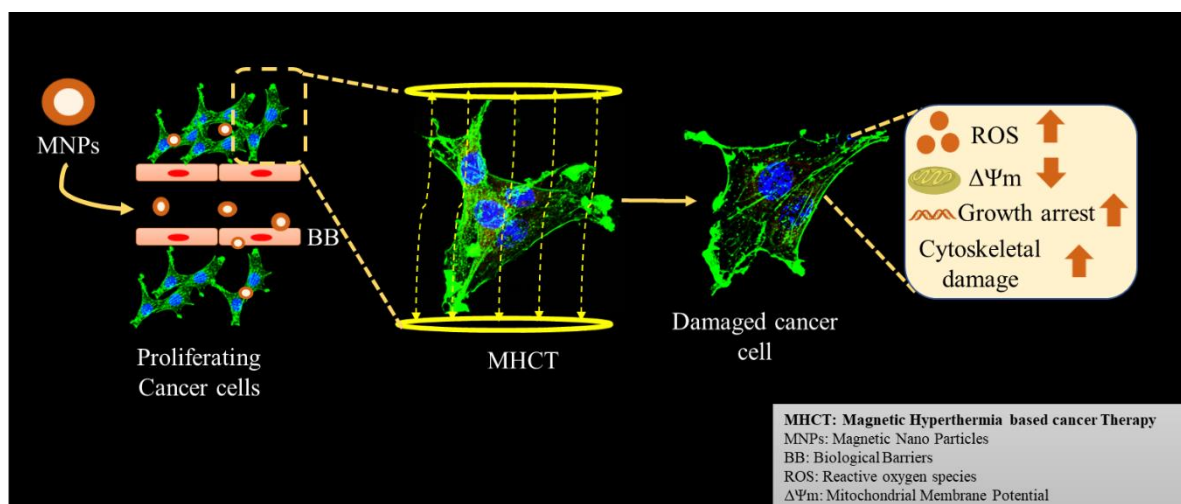 MNPs
BB
Proliferating
Cancer cells
MHCT
Damaged cancer
cell
ROS
ΔΨm
Growth arrest
Cytoskeletal
damage
MHCT: Magnetic Hyperthermia based cancer Therapy
MNPs: Magnetic Nano Particles
BB: Biological Barriers
ROS: Reactive oxygen species
ΔΨm: Mitochondrial Membrane Potential